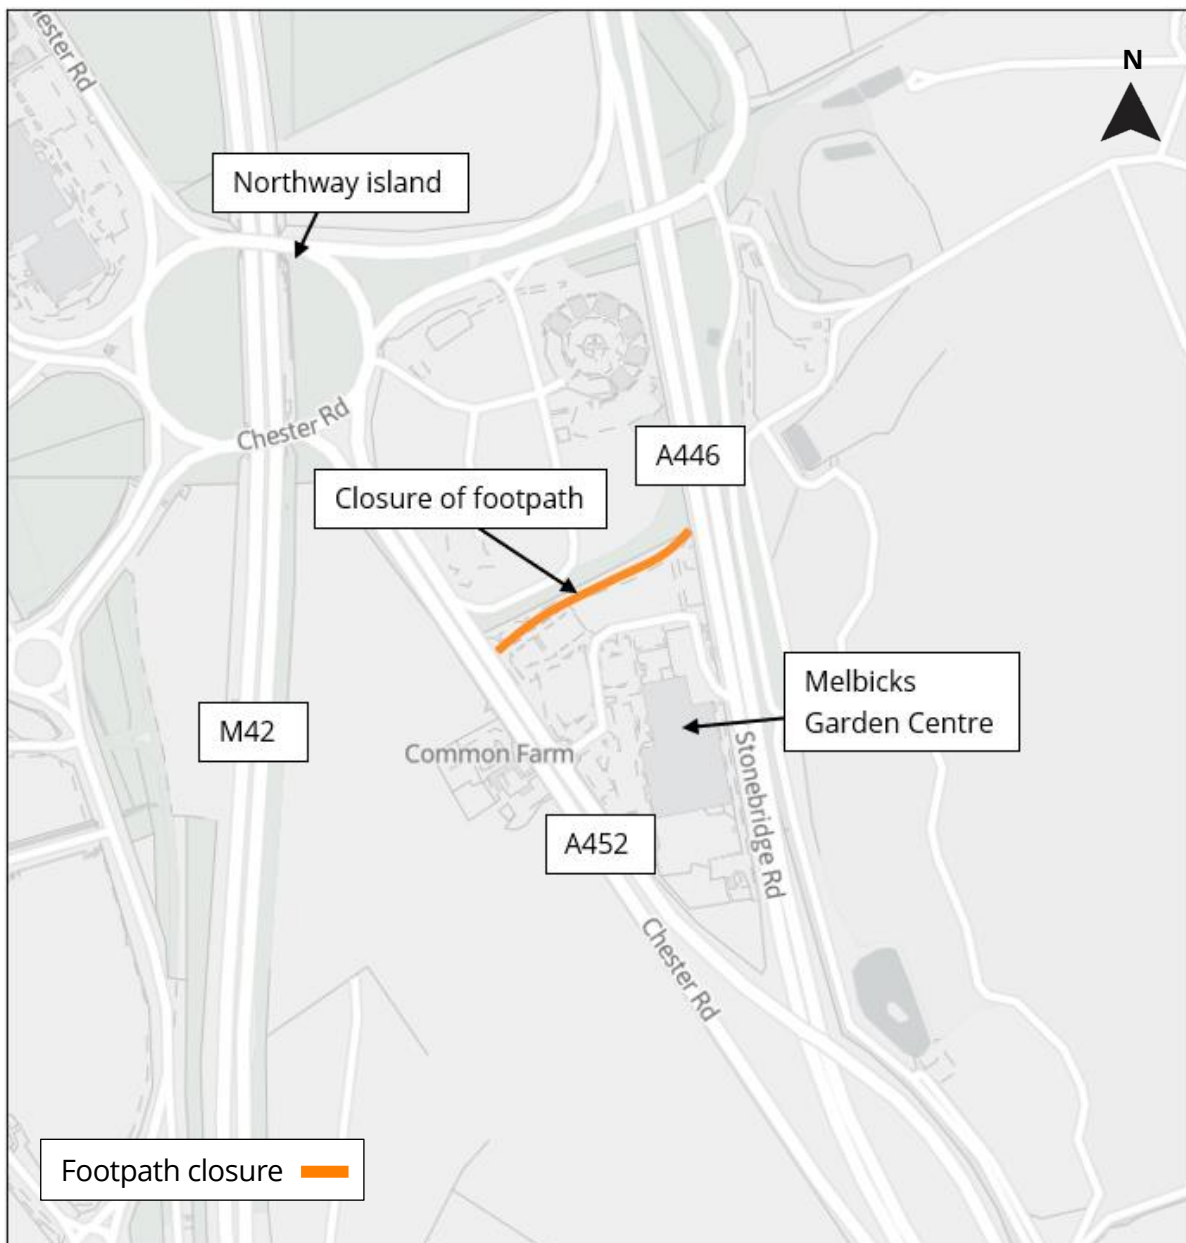 hester Rd
N
Northway island
Chester Rd
A446
Closure of footpath
Melbicks
Garden Centre
M42
Common Farm
Stonebridge Rd
A452
Chester Rd
Footpath closure